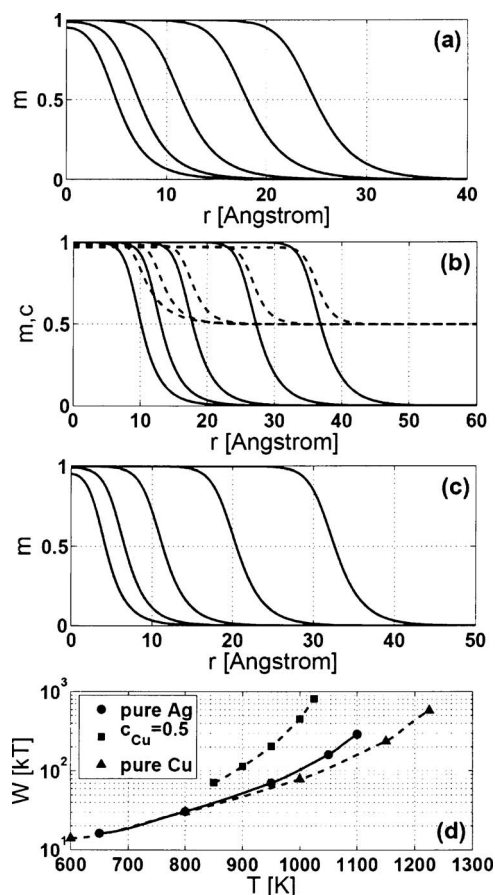 1
(a)
m
0.5
0
0 10 20 30 40
r [Angstrom]
1
(b)
m,c
0.5
0
0 10 20 30 40 50 60
r [Angstrom]
1
(c)
m
0.5
0
0 10 20 30 40 50
r [Angstrom]
10³
pure Ag
c_Cu=0.5
pure Cu
W [kT]
10²
10¹
(d)
600 700 800 900 1000 1100 1200 1300
T [K]